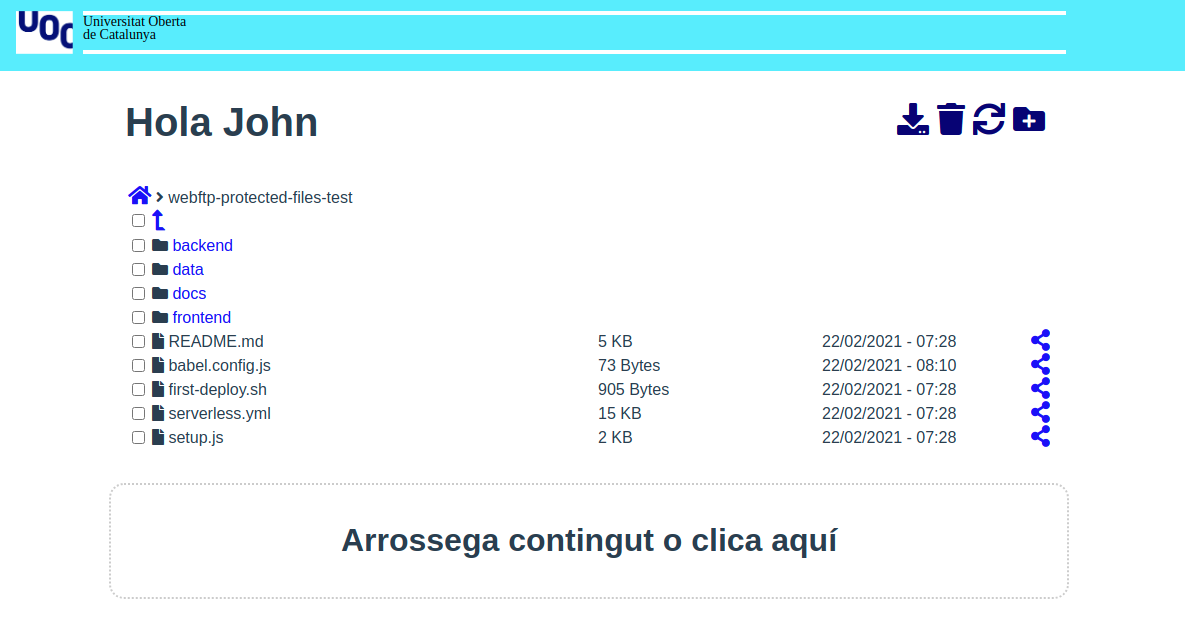 UOC
Universitat Oberta
de Catalunya
Hola John
webftp-protected-files-test
backend
data
docs
frontend
README.md 5 KB 22/02/2021 - 07:28
babel.config.js 73 Bytes 22/02/2021 - 08:10
first-deploy.sh 905 Bytes 22/02/2021 - 07:28
serverless.yml 15 KB 22/02/2021 - 07:28
setup.js 2 KB 22/02/2021 - 07:28
Arrossega contingut o clica aquí